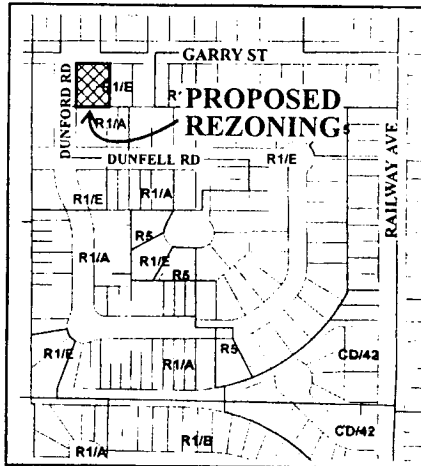 GARRY ST
DUNFORD RD
R1/E
PROPOSED
REZONING
R1/A
DUNFELL RD
R1/E
RAILWAY AVE
R1/E
R1/A
R5
R1/A
R1/E
R5
R1/E
R1/A
R5
CD/42
R1/A
R1/B
CD/42